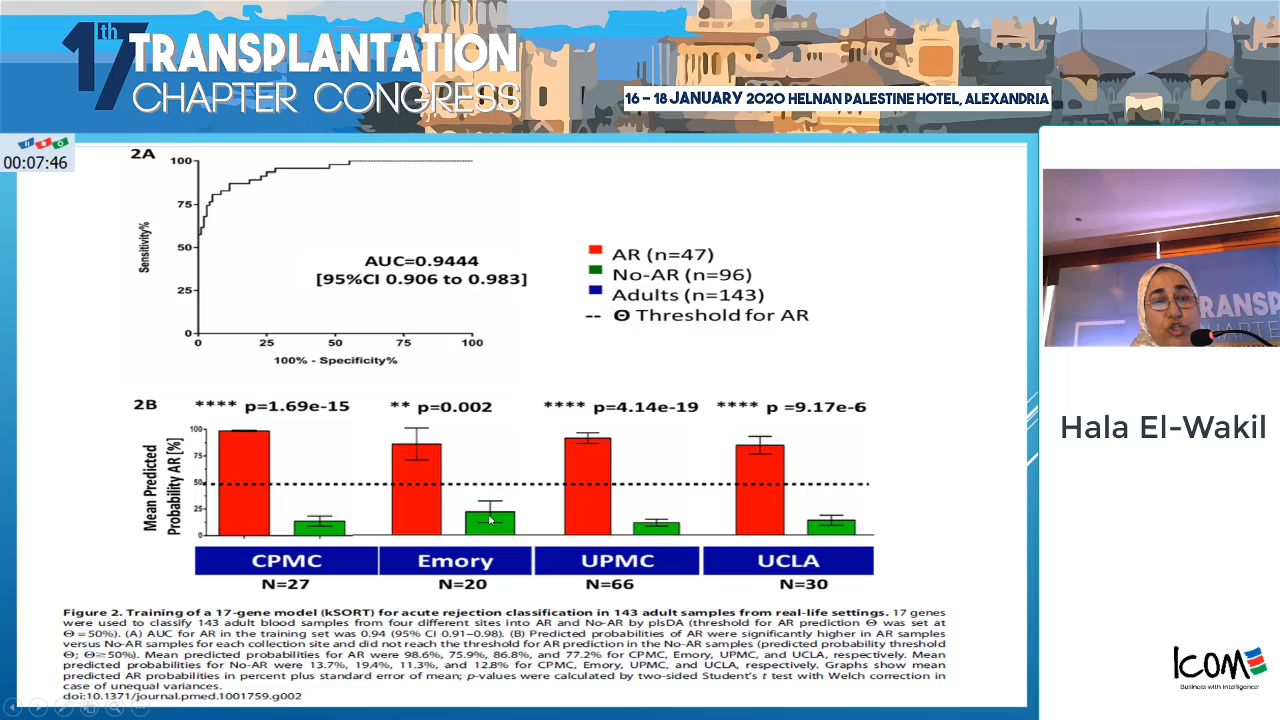 17th TRANSPLANTATION
CHAPTER CONGRESS
16 – 18 JANUARY 2020 HELNAN PALESTINE HOTEL, ALEXANDRIA
00:07:46
2A
100
75
50
25
0
Sensitivity%
0 25 50 75 100
100% - Specificity%
AUC=0.9444
[95%CI 0.906 to 0.983]
AR (n=47)
No-AR (n=96)
Adults (n=143)
-- Θ Threshold for AR
2B
**** p=1.69e-15 ** p=0.002 **** p=4.14e-19 **** p =9.17e-6
Mean Predicted
Probability AR [%]
100
75
50
25
0
CPMC Emory UPMC UCLA
N=27 N=20 N=66 N=30
Figure 2. Training of a 17-gene model (kSORT) for acute rejection classification in 143 adult samples from real-life settings. 17 genes
were used to classify 143 adult blood samples from four different sites into AR and No-AR by plsDA (threshold for AR prediction Θ was set at
Θ = 50%). (A) AUC for AR in the training set was 0.94 (95% CI 0.91–0.98). (B) Predicted probabilities of AR were significantly higher in AR samples
versus No-AR samples for each collection site and did not reach the threshold for AR prediction in the No-AR samples (predicted probability threshold
Θ; Θ≥50%). Mean predicted probabilities for AR were 98.6%, 75.9%, 86.8%, and 77.2% for CPMC, Emory, UPMC, and UCLA, respectively. Mean
predicted probabilities for No-AR were 13.7%, 19.4%, 11.3%, and 12.8% for CPMC, Emory, UPMC, and UCLA, respectively. Graphs show mean
predicted AR probabilities in percent plus standard error of mean; p-values were calculated by two-sided Student's t test with Welch correction in
case of unequal variances.
doi:10.1371/journal.pmed.1001759.g002
TRANSP
CHAPTER
Hala El-Wakil
ICOM
Business with Intelligence